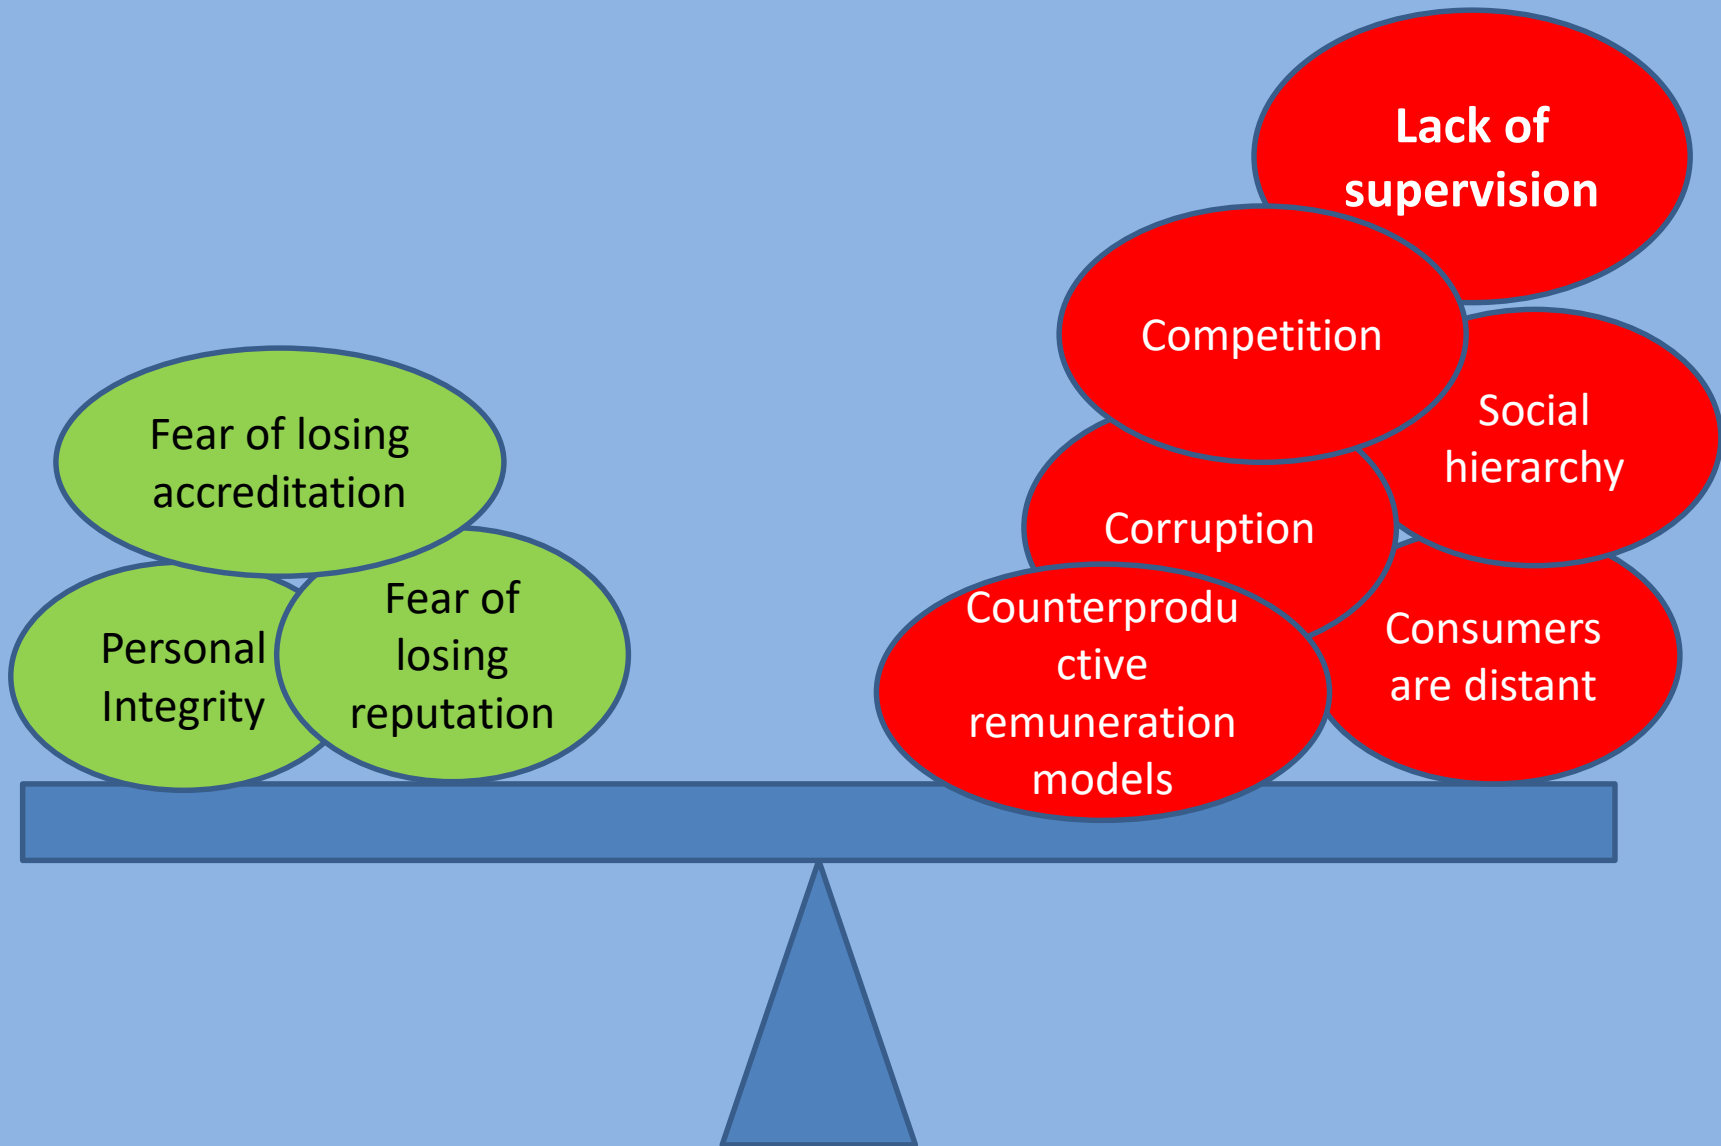 Lack of
supervision
Competition
Social
hierarchy
Fear of losing
accreditation
Corruption
Fear of
losing
reputation
Personal
Integrity
Counterprodu
ctive
remuneration
models
Consumers
are distant